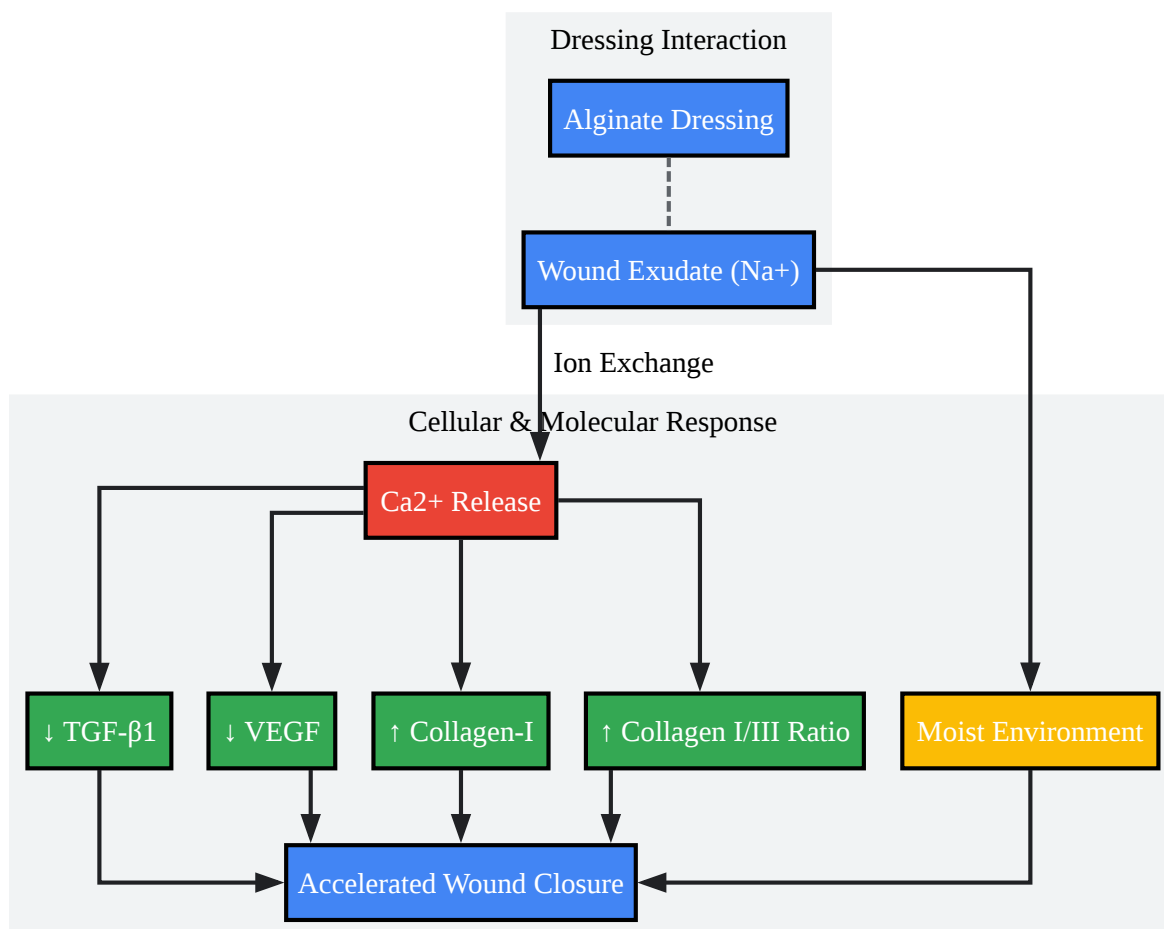 Dressing Interaction
Alginate Dressing
Wound Exudate (Na+)
Ion Exchange
Cellular & Molecular Response
Ca2+ Release
↓ TGF-β1
↓ VEGF
↑ Collagen-I
↑ Collagen I/III Ratio
Moist Environment
Accelerated Wound Closure